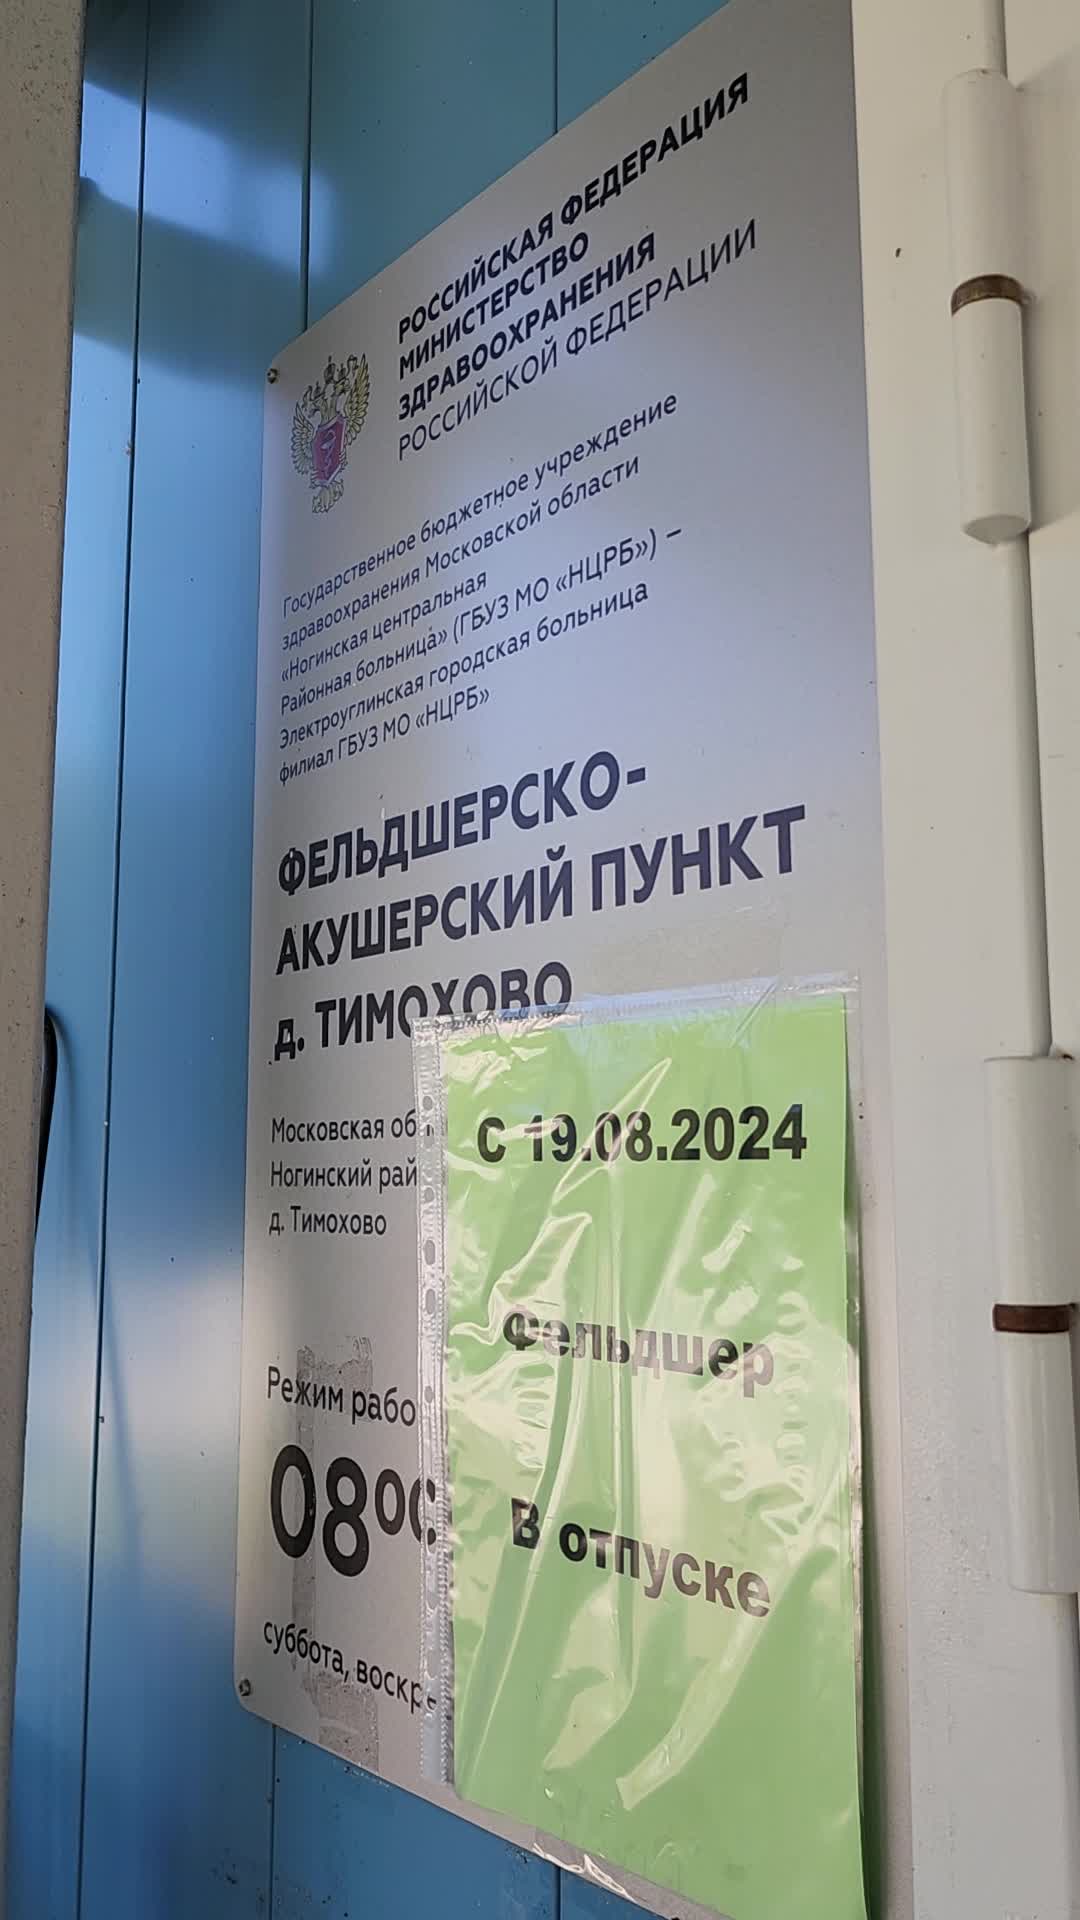 РОССИЙСКАЯ ФЕДЕРАЦИЯ
МИНИСТЕРСТВО
ЗДРАВООХРАНЕНИЯ
РОССИЙСКОЙ ФЕДЕРАЦИИ
Государственное бюджетное учреждение
здравоохранения Московской области
«Ногинская центральная
Районная больница» (ГБУЗ МО «НЦРБ») –
Электроуглинская городская больница
филиал ГБУЗ МО «НЦРБ»
ФЕЛЬДШЕРСКО-
АКУШЕРСКИЙ ПУНКТ
д. ТИМОХОВО
Московская об
Ногинский рай
д. Тимохово
Режим рабо
08 00
суббота, воскр
С 19.08.2024
Фельдшер
В отпуске